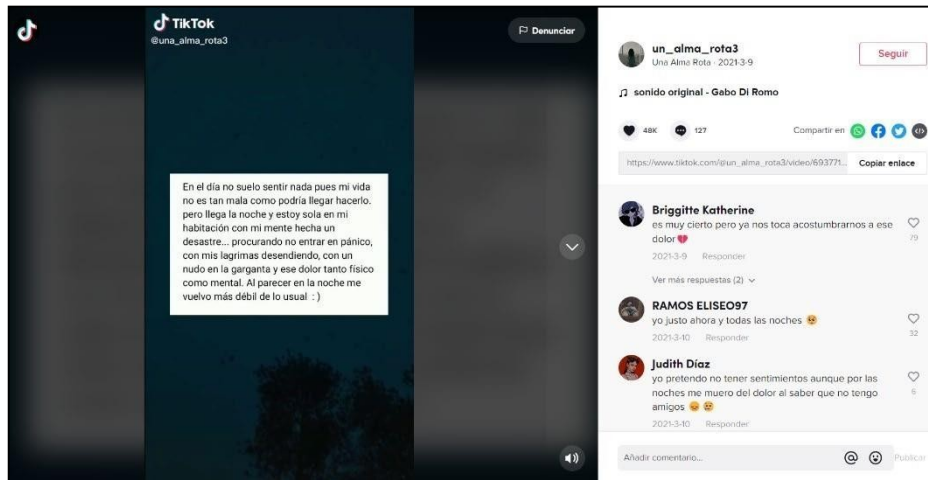 TikTok
@una_alma_rota3
Denunciar
En el día no suelo sentir nada pues mi vida
no es tan mala como podría llegar hacerlo.
pero llega la noche y estoy sola en mi
habitación con mi mente hecha un
desastre... procurando no entrar en pánico,
con mis lagrimas desendiendo, con un
nudo en la garganta y ese dolor tanto físico
como mental. Al parecer en la noche me
vuelvo más débil de lo usual : )
un_alma_rota3
Una Alma Rota · 2021-3-9
Seguir
sonido original - Gabo Di Romo
48K
127
Compartir en
https://www.tiktok.com/@un_alma_rota3/video/693771...
Copiar enlace
Briggitte Katherine
es muy cierto pero ya nos toca acostumbrarnos a ese
dolor💔
79
2021-3-9 Responder
Ver más respuestas (2)
RAMOS ELISEO97
yo justo ahora y todas las noches 🥺
32
2021-3-10 Responder
Judith Díaz
yo pretendo no tener sentimientos aunque por las
noches me muero del dolor al saber que no tengo
amigos
6
2021-3-10 Responder
Añadir comentario...
@
Publicar